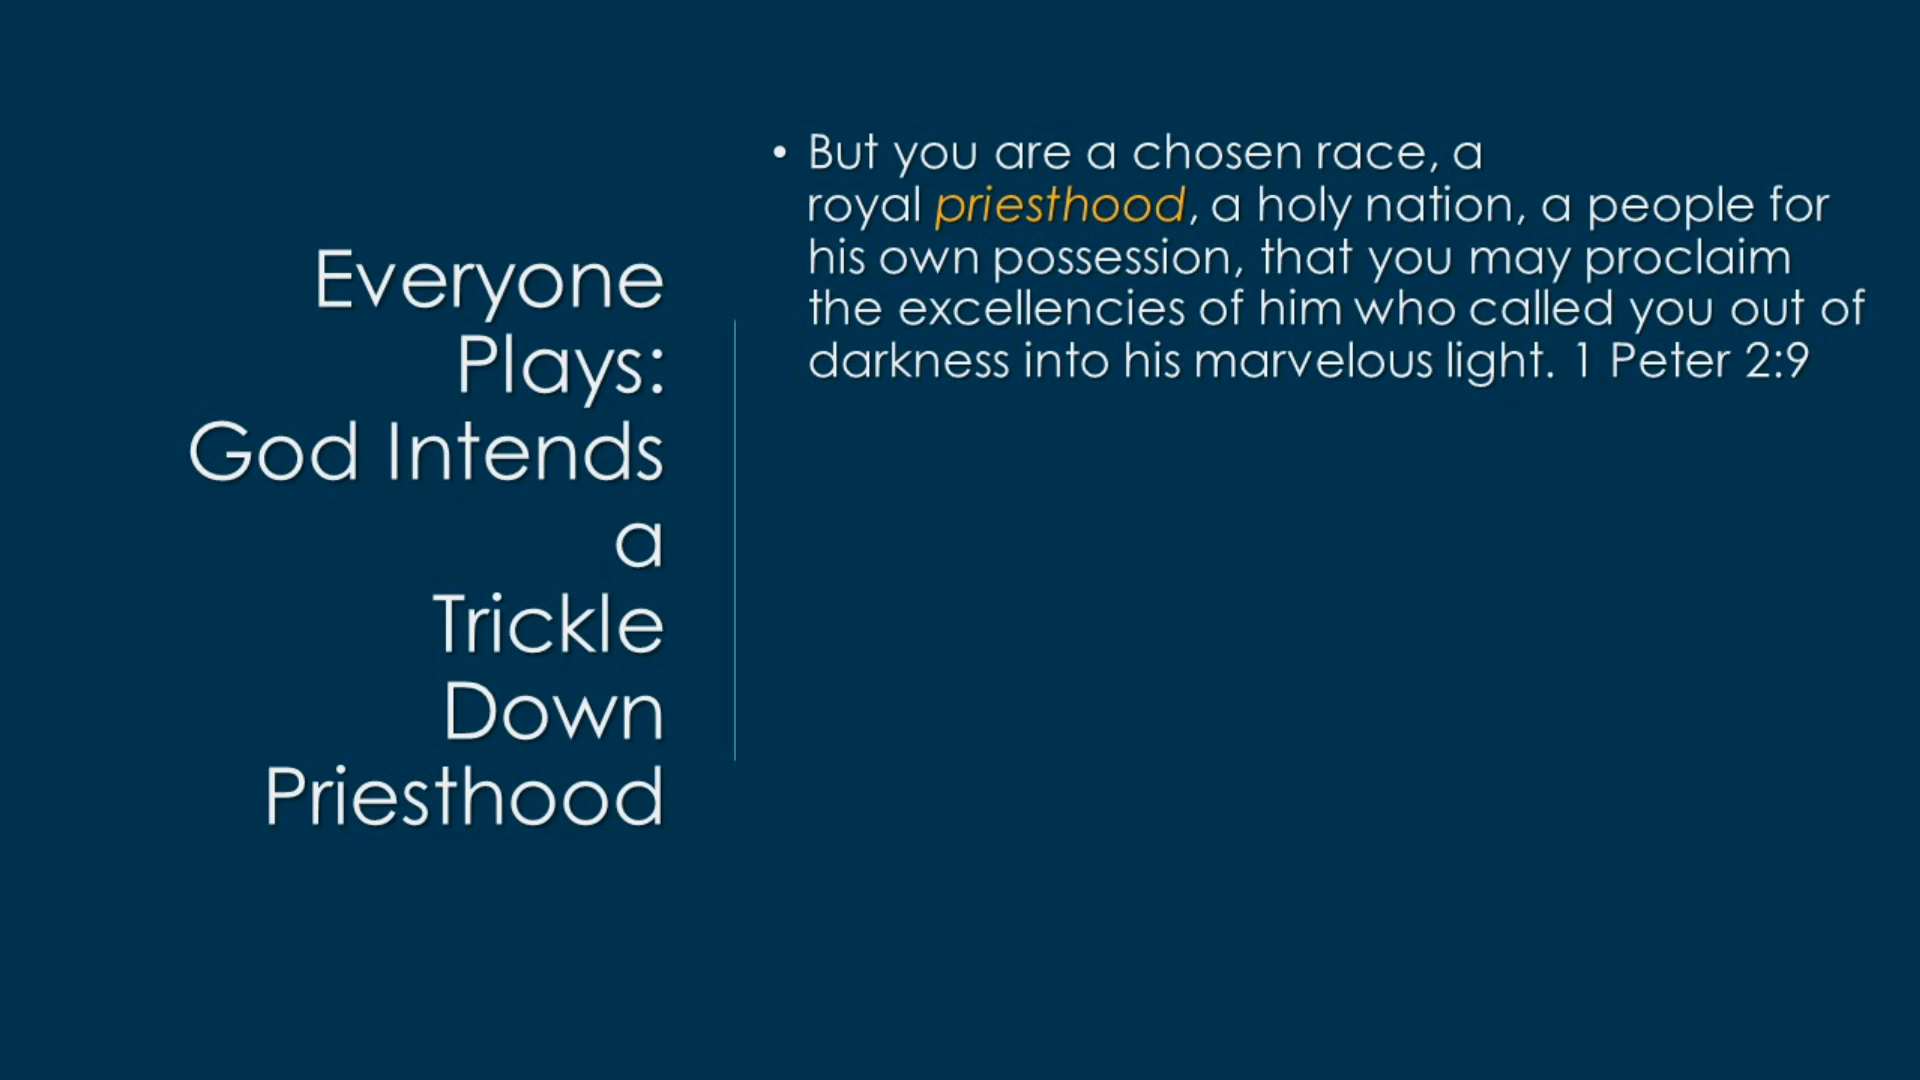 Everyone
Plays:
God Intends
a
Trickle
Down
Priesthood
• But you are a chosen race, a
royal priesthood, a holy nation, a people for
his own possession, that you may proclaim
the excellencies of him who called you out of
darkness into his marvelous light. 1 Peter 2:9